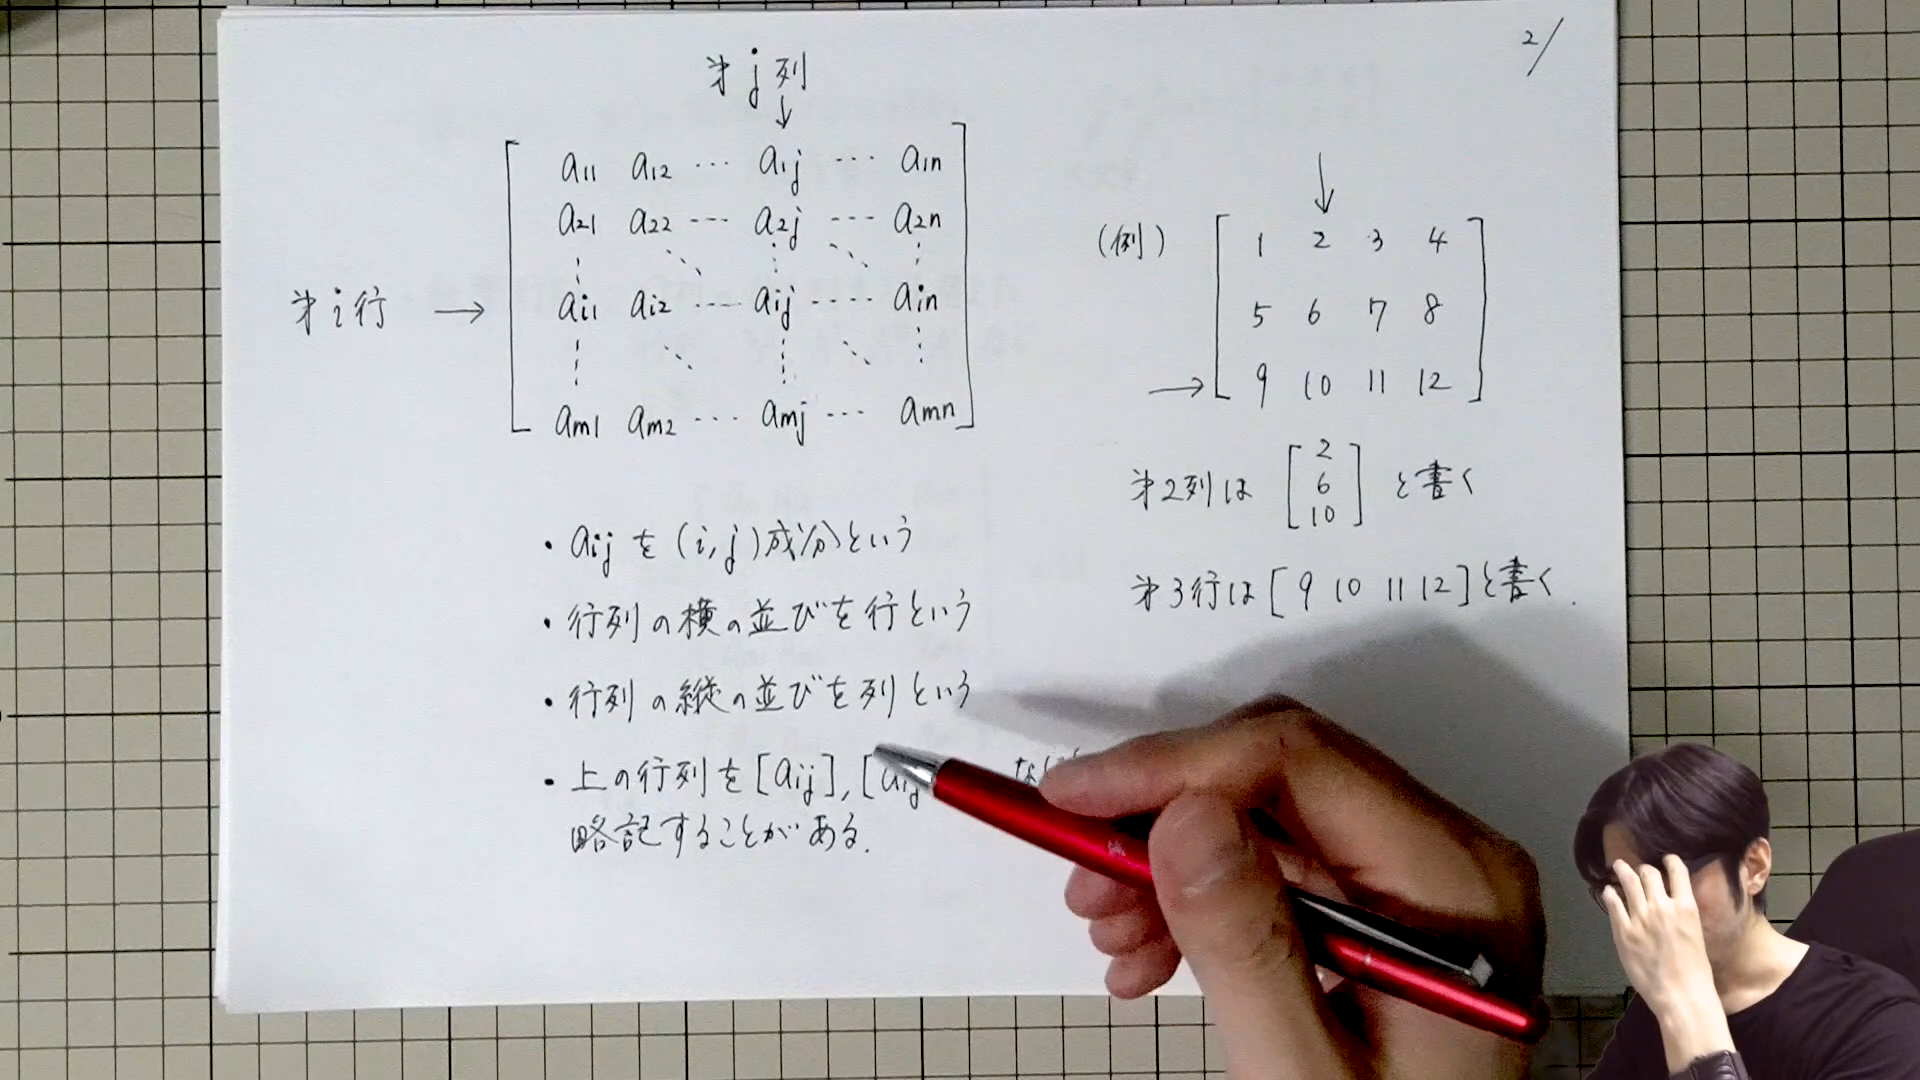 2/
第j列
↓
a11 a12 ... a1j ... a1n
a21 a22 ... a2j ... a2n
第i行 → ai1 ai2 ... aij ... ain
am1 am2 ... amj ... amn
・aijを(i,j)成分という
・行列の横の並びを行という
・行列の縦の並びを列という
・上の行列を[aij],[aij
略記することがある.
↓
(例)
1 2 3 4
5 6 7 8
→ 9 10 11 12
第2列は [2 6 10] と書く
第3行は [9 10 11 12] と書く.